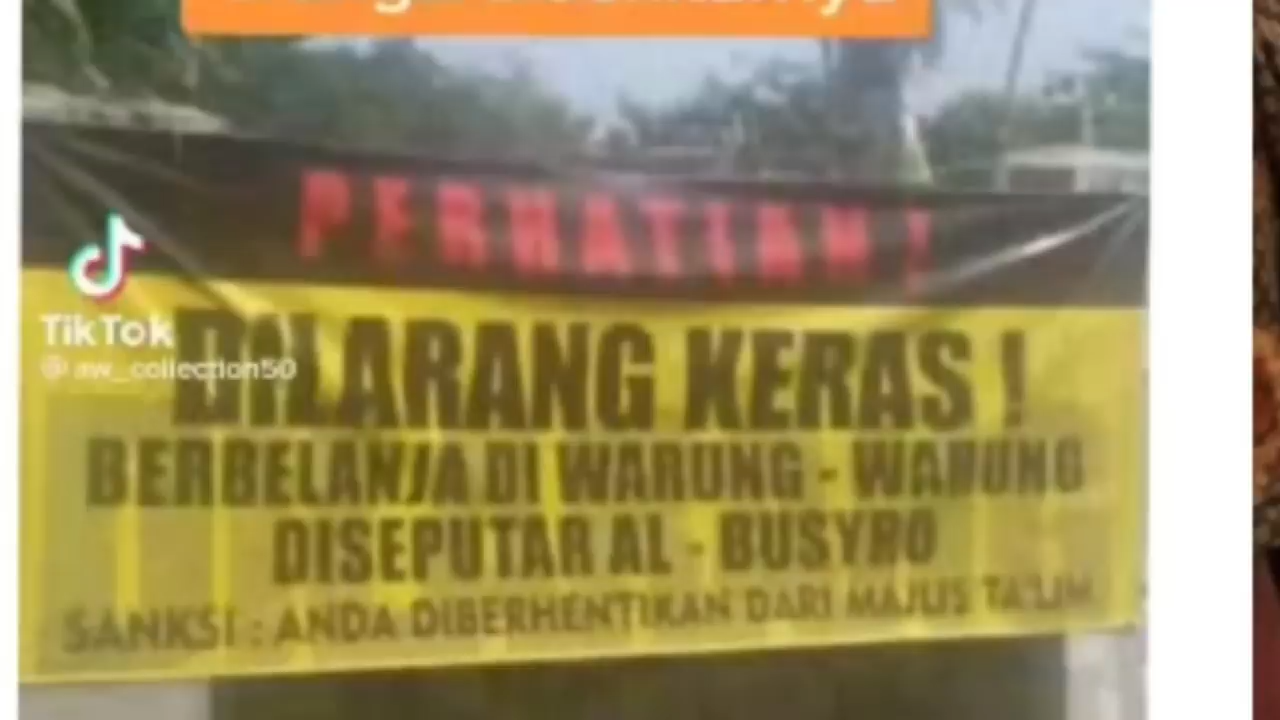 PERHATIAN !
TikTok
DILARANG KERAS !
BERBELANJA DI WARUNG - WARUNG
DISEPUTAR AL - BUSYRO
SANKSI : ANDA DIBERHENTIKAN DARI MAJLIS TA'LIM